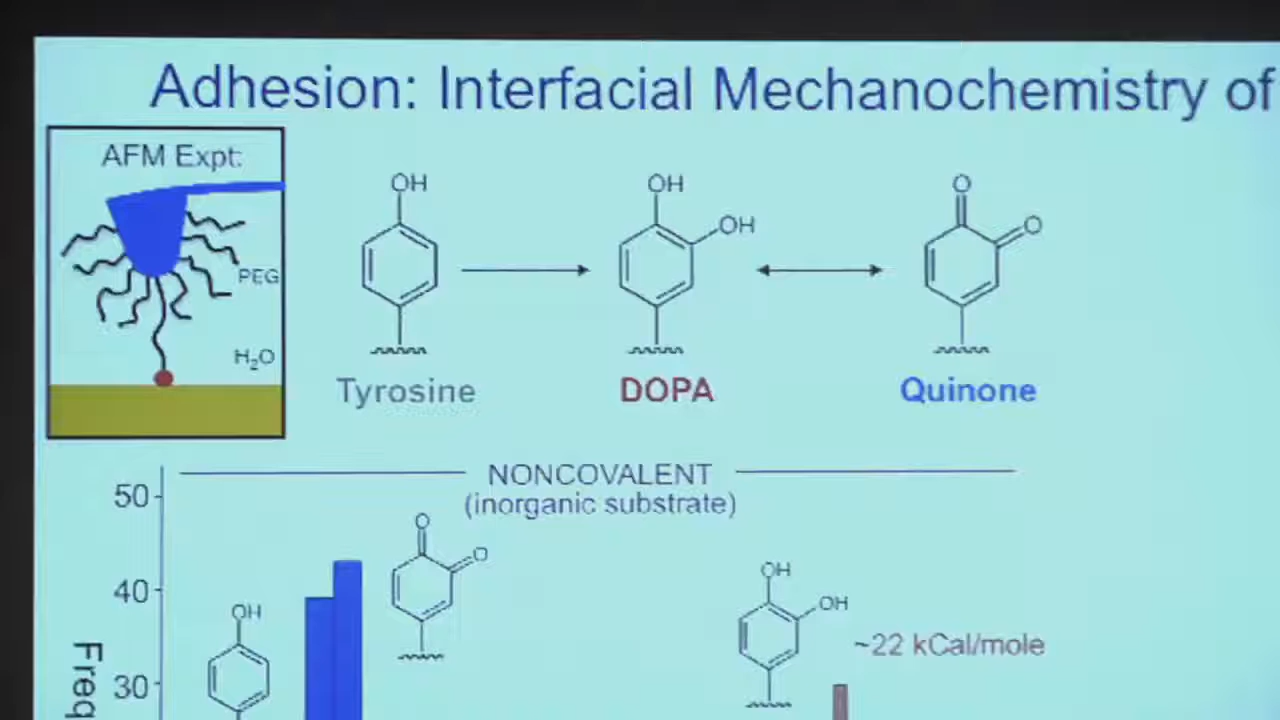 Adhesion: Interfacial Mechanochemistry of
AFM Expt:
PEG
H₂O
OH
Tyrosine
OH
OH
DOPA
O
O
Quinone
NONCOVALENT
(inorganic substrate)
50
40
30
Freq
OH
O
O
OH
OH
~22 kCal/mole